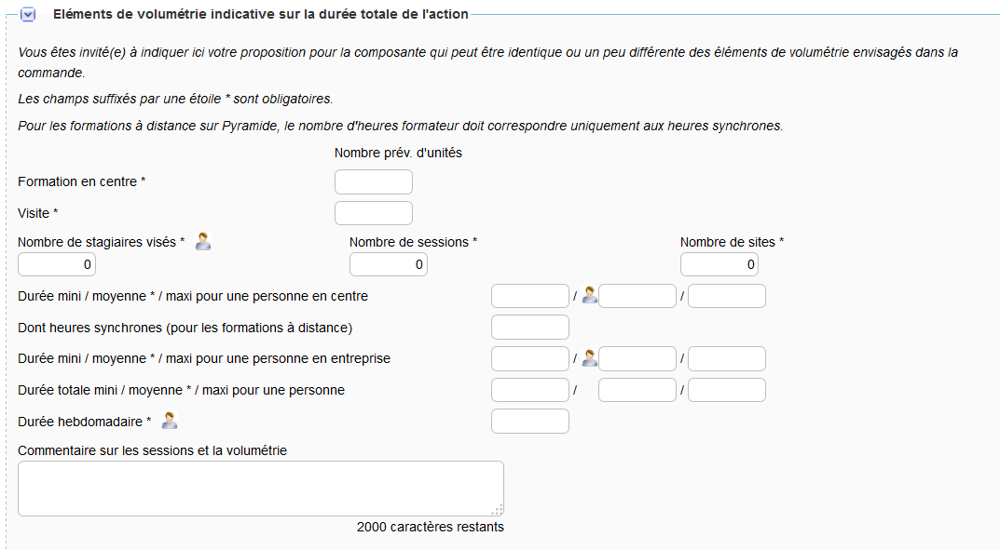 Eléments de volumétrie indicative sur la durée totale de l'action
Vous êtes invité(e) à indiquer ici votre proposition pour la composante qui peut être identique ou un peu différente des éléments de volumétrie envisagés dans la
commande.
Les champs suffixés par une étoile * sont obligatoires.
Pour les formations à distance sur Pyramide, le nombre d'heures formateur doit correspondre uniquement aux heures synchrones.
Nombre prév. d'unités
Formation en centre *
Visite *
Nombre de stagiaires visés * Nombre de sessions * Nombre de sites *
0 0 0
Durée mini / moyenne * / maxi pour une personne en centre / /
Dont heures synchrones (pour les formations à distance)
Durée mini / moyenne * / maxi pour une personne en entreprise / /
Durée totale mini / moyenne * / maxi pour une personne / /
Durée hebdomadaire *
Commentaire sur les sessions et la volumétrie
2000 caractères restants